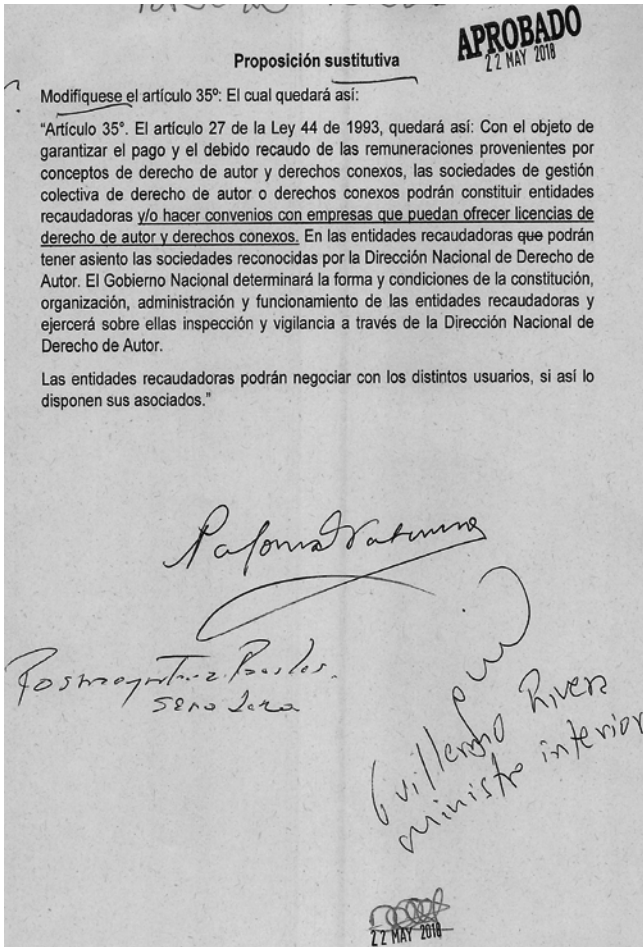 APROBADO
22 MAY 2018
Proposición sustitutiva
Modifíquese el artículo 35º: El cual quedará así:
“Artículo 35°. El artículo 27 de la Ley 44 de 1993, quedará así: Con el objeto de
garantizar el pago y el debido recaudo de las remuneraciones provenientes por
conceptos de derecho de autor y derechos conexos, las sociedades de gestión
colectiva de derecho de autor o derechos conexos podrán constituir entidades
recaudadoras y/o hacer convenios con empresas que puedan ofrecer licencias de
derecho de autor y derechos conexos. En las entidades recaudadoras que podrán
tener asiento las sociedades reconocidas por la Dirección Nacional de Derecho de
Autor. El Gobierno Nacional determinará la forma y condiciones de la constitución,
organización, administración y funcionamiento de las entidades recaudadoras y
ejercerá sobre ellas inspección y vigilancia a través de la Dirección Nacional de
Derecho de Autor.
Las entidades recaudadoras podrán negociar con los distintos usuarios, si así lo
disponen sus asociados.”
Paloma
Guillermo Rivera
ministro interior
22 MAY 2018